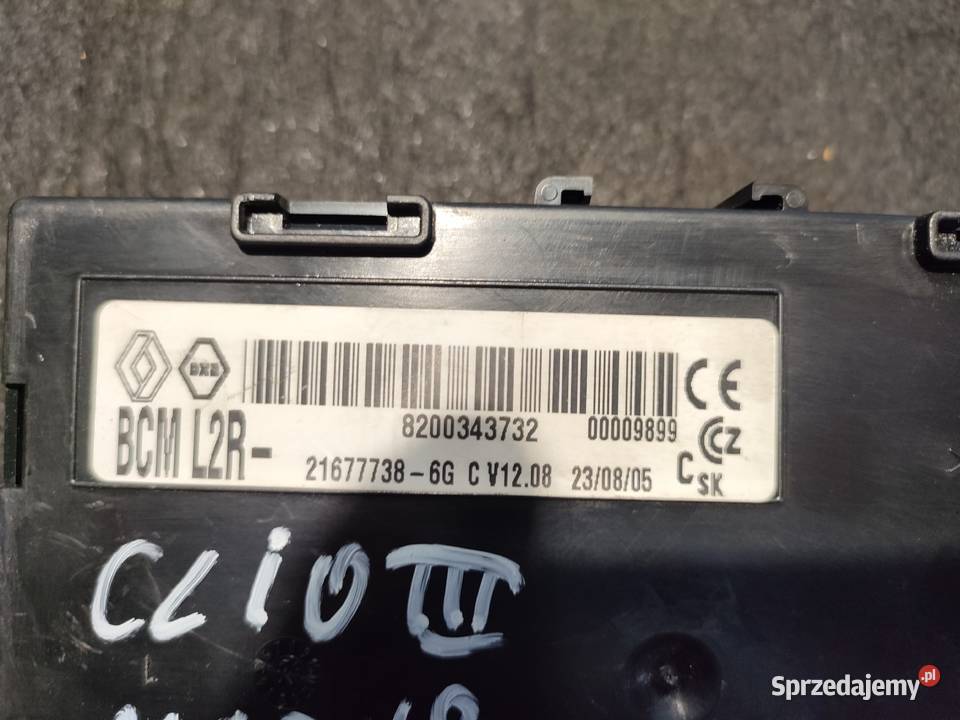 8200343732 00009899
BCM L2R-
21677738-6G C V12.08 23/08/05
CE
CZ
C SK
CLiO III
Sprzedajemy.pl